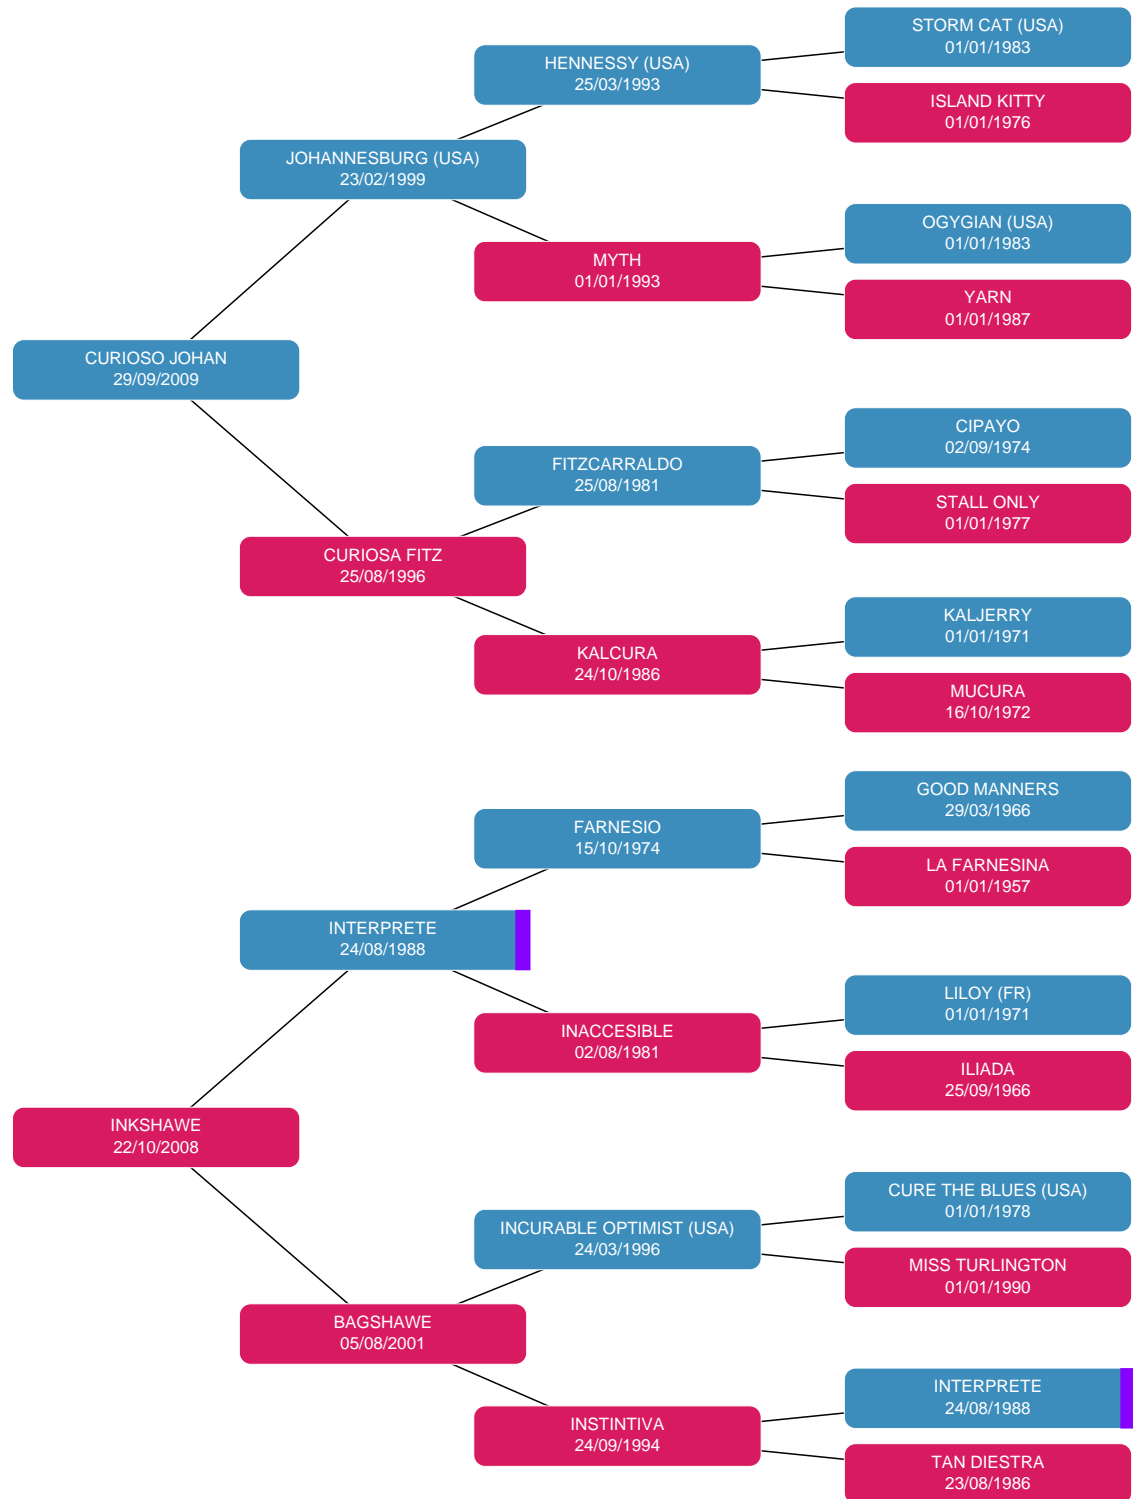 STORM CAT (USA)
01/01/1983
HENNESSY (USA)
25/03/1993
ISLAND KITTY
01/01/1976
JOHANNESBURG (USA)
23/02/1999
OGYGIAN (USA)
01/01/1983
MYTH
01/01/1993
YARN
01/01/1987
CURIOSO JOHAN
29/09/2009
CIPAYO
02/09/1974
FITZCARRALDO
25/08/1981
STALL ONLY
01/01/1977
CURIOSA FITZ
25/08/1996
KALJERRY
01/01/1971
KALCURA
24/10/1986
MUCURA
16/10/1972
GOOD MANNERS
29/03/1966
FARNESIO
15/10/1974
LA FARNESINA
01/01/1957
INTERPRETE
24/08/1988
LILOY (FR)
01/01/1971
INACCESIBLE
02/08/1981
ILIADA
25/09/1966
INKSHAWE
22/10/2008
CURE THE BLUES (USA)
01/01/1978
INCURABLE OPTIMIST (USA)
24/03/1996
MISS TURLINGTON
01/01/1990
BAGSHAWE
05/08/2001
INTERPRETE
24/08/1988
INSTINTIVA
24/09/1994
TAN DIESTRA
23/08/1986